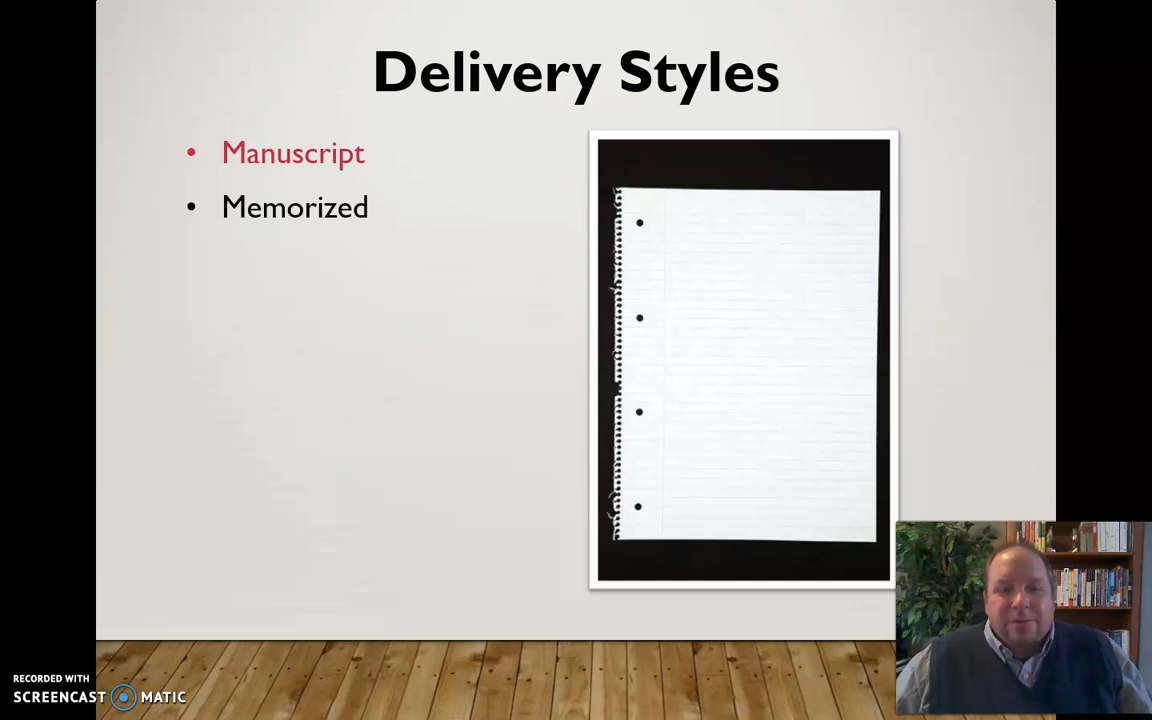 Delivery Styles
• Manuscript
• Memorized
RECORDED WITH
SCREENCAST MATIC